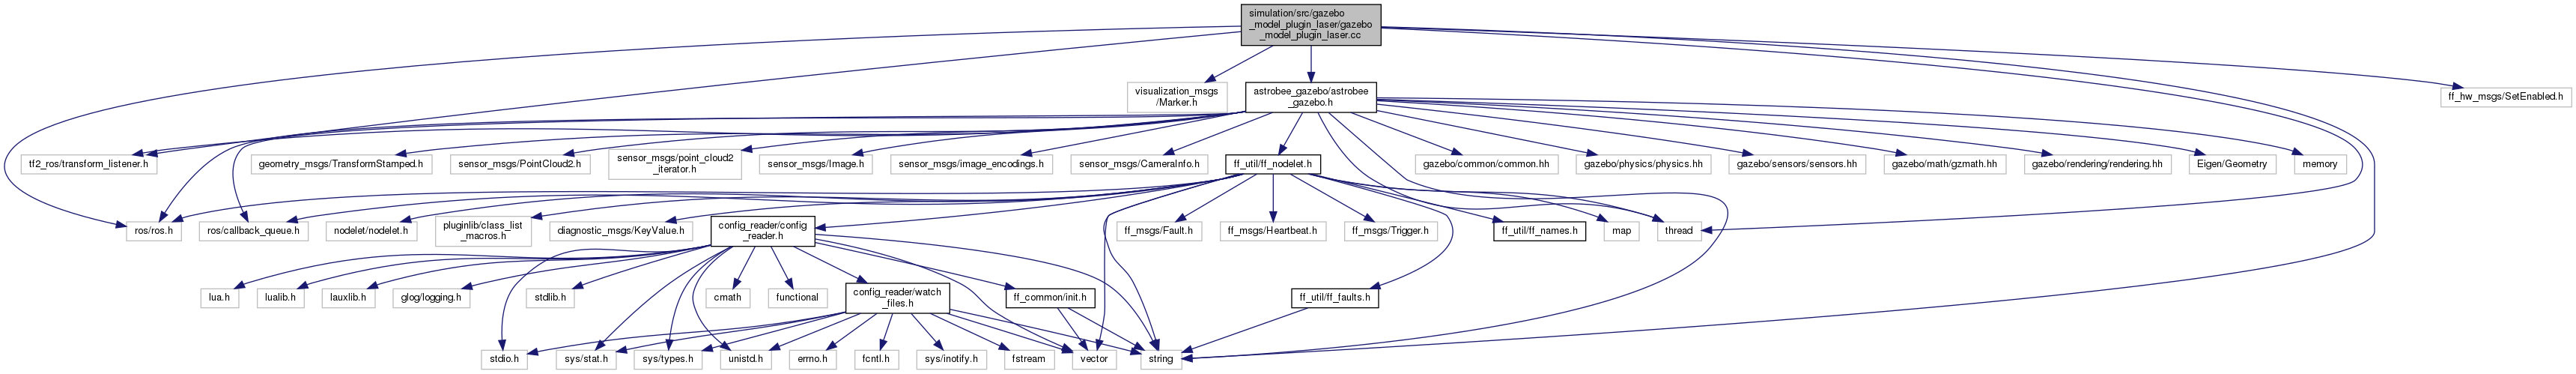 simulation/src/gazebo
_model_plugin_laser/gazebo
_model_plugin_laser.cc
visualization_msgs
/Marker.h
astrobee_gazebo/astrobee
_gazebo.h
ff_hw_msgs/SetEnabled.h
tf2_ros/transform_listener.h
geometry_msgs/TransformStamped.h
sensor_msgs/PointCloud2.h
sensor_msgs/point_cloud2
_iterator.h
sensor_msgs/Image.h
sensor_msgs/image_encodings.h
sensor_msgs/CameraInfo.h
ff_util/ff_nodelet.h
gazebo/common/common.hh
gazebo/physics/physics.hh
gazebo/sensors/sensors.hh
gazebo/math/gzmath.hh
gazebo/rendering/rendering.hh
Eigen/Geometry
memory
ros/ros.h
ros/callback_queue.h
nodelet/nodelet.h
pluginlib/class_list
_macros.h
diagnostic_msgs/KeyValue.h
config_reader/config
_reader.h
ff_msgs/Fault.h
ff_msgs/Heartbeat.h
ff_msgs/Trigger.h
ff_util/ff_names.h
map
thread
lua.h
lualib.h
lauxlib.h
glog/logging.h
stdlib.h
cmath
functional
config_reader/watch
_files.h
ff_common/init.h
ff_util/ff_faults.h
stdio.h
sys/stat.h
sys/types.h
unistd.h
errno.h
fcntl.h
sys/inotify.h
fstream
vector
string